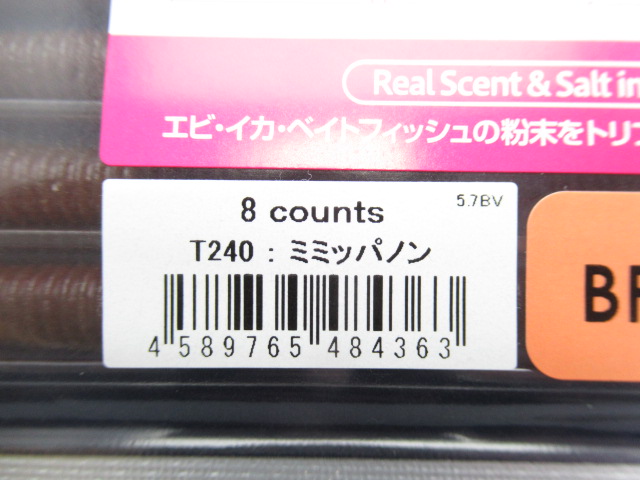 Real Scent & Salt in
エビ・イカ・ベイトフィッシュの粉末をトリプ
8 counts
5.7BV
T240 : ミミッパノン
4 589765 484363